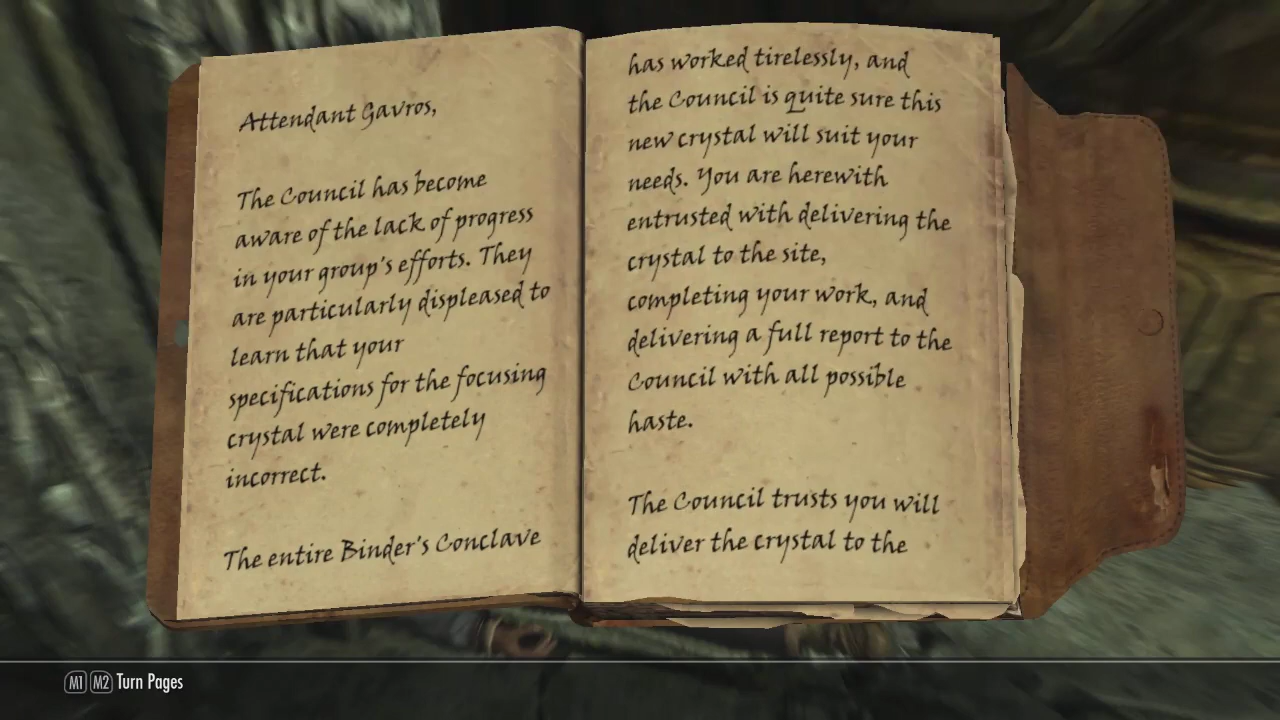 Attendant Gavros,
The Council has become
aware of the lack of progress
in your group's efforts. They
are particularly displeased to
learn that your
specifications for the focusing
crystal were completely
incorrect.
The entire Binder's Conclave
has worked tirelessly, and
the Council is quite sure this
new crystal will suit your
needs. You are herewith
entrusted with delivering the
crystal to the site,
completing your work, and
delivering a full report to the
Council with all possible
haste.
The Council trusts you will
deliver the crystal to the
M1 M2 Turn Pages